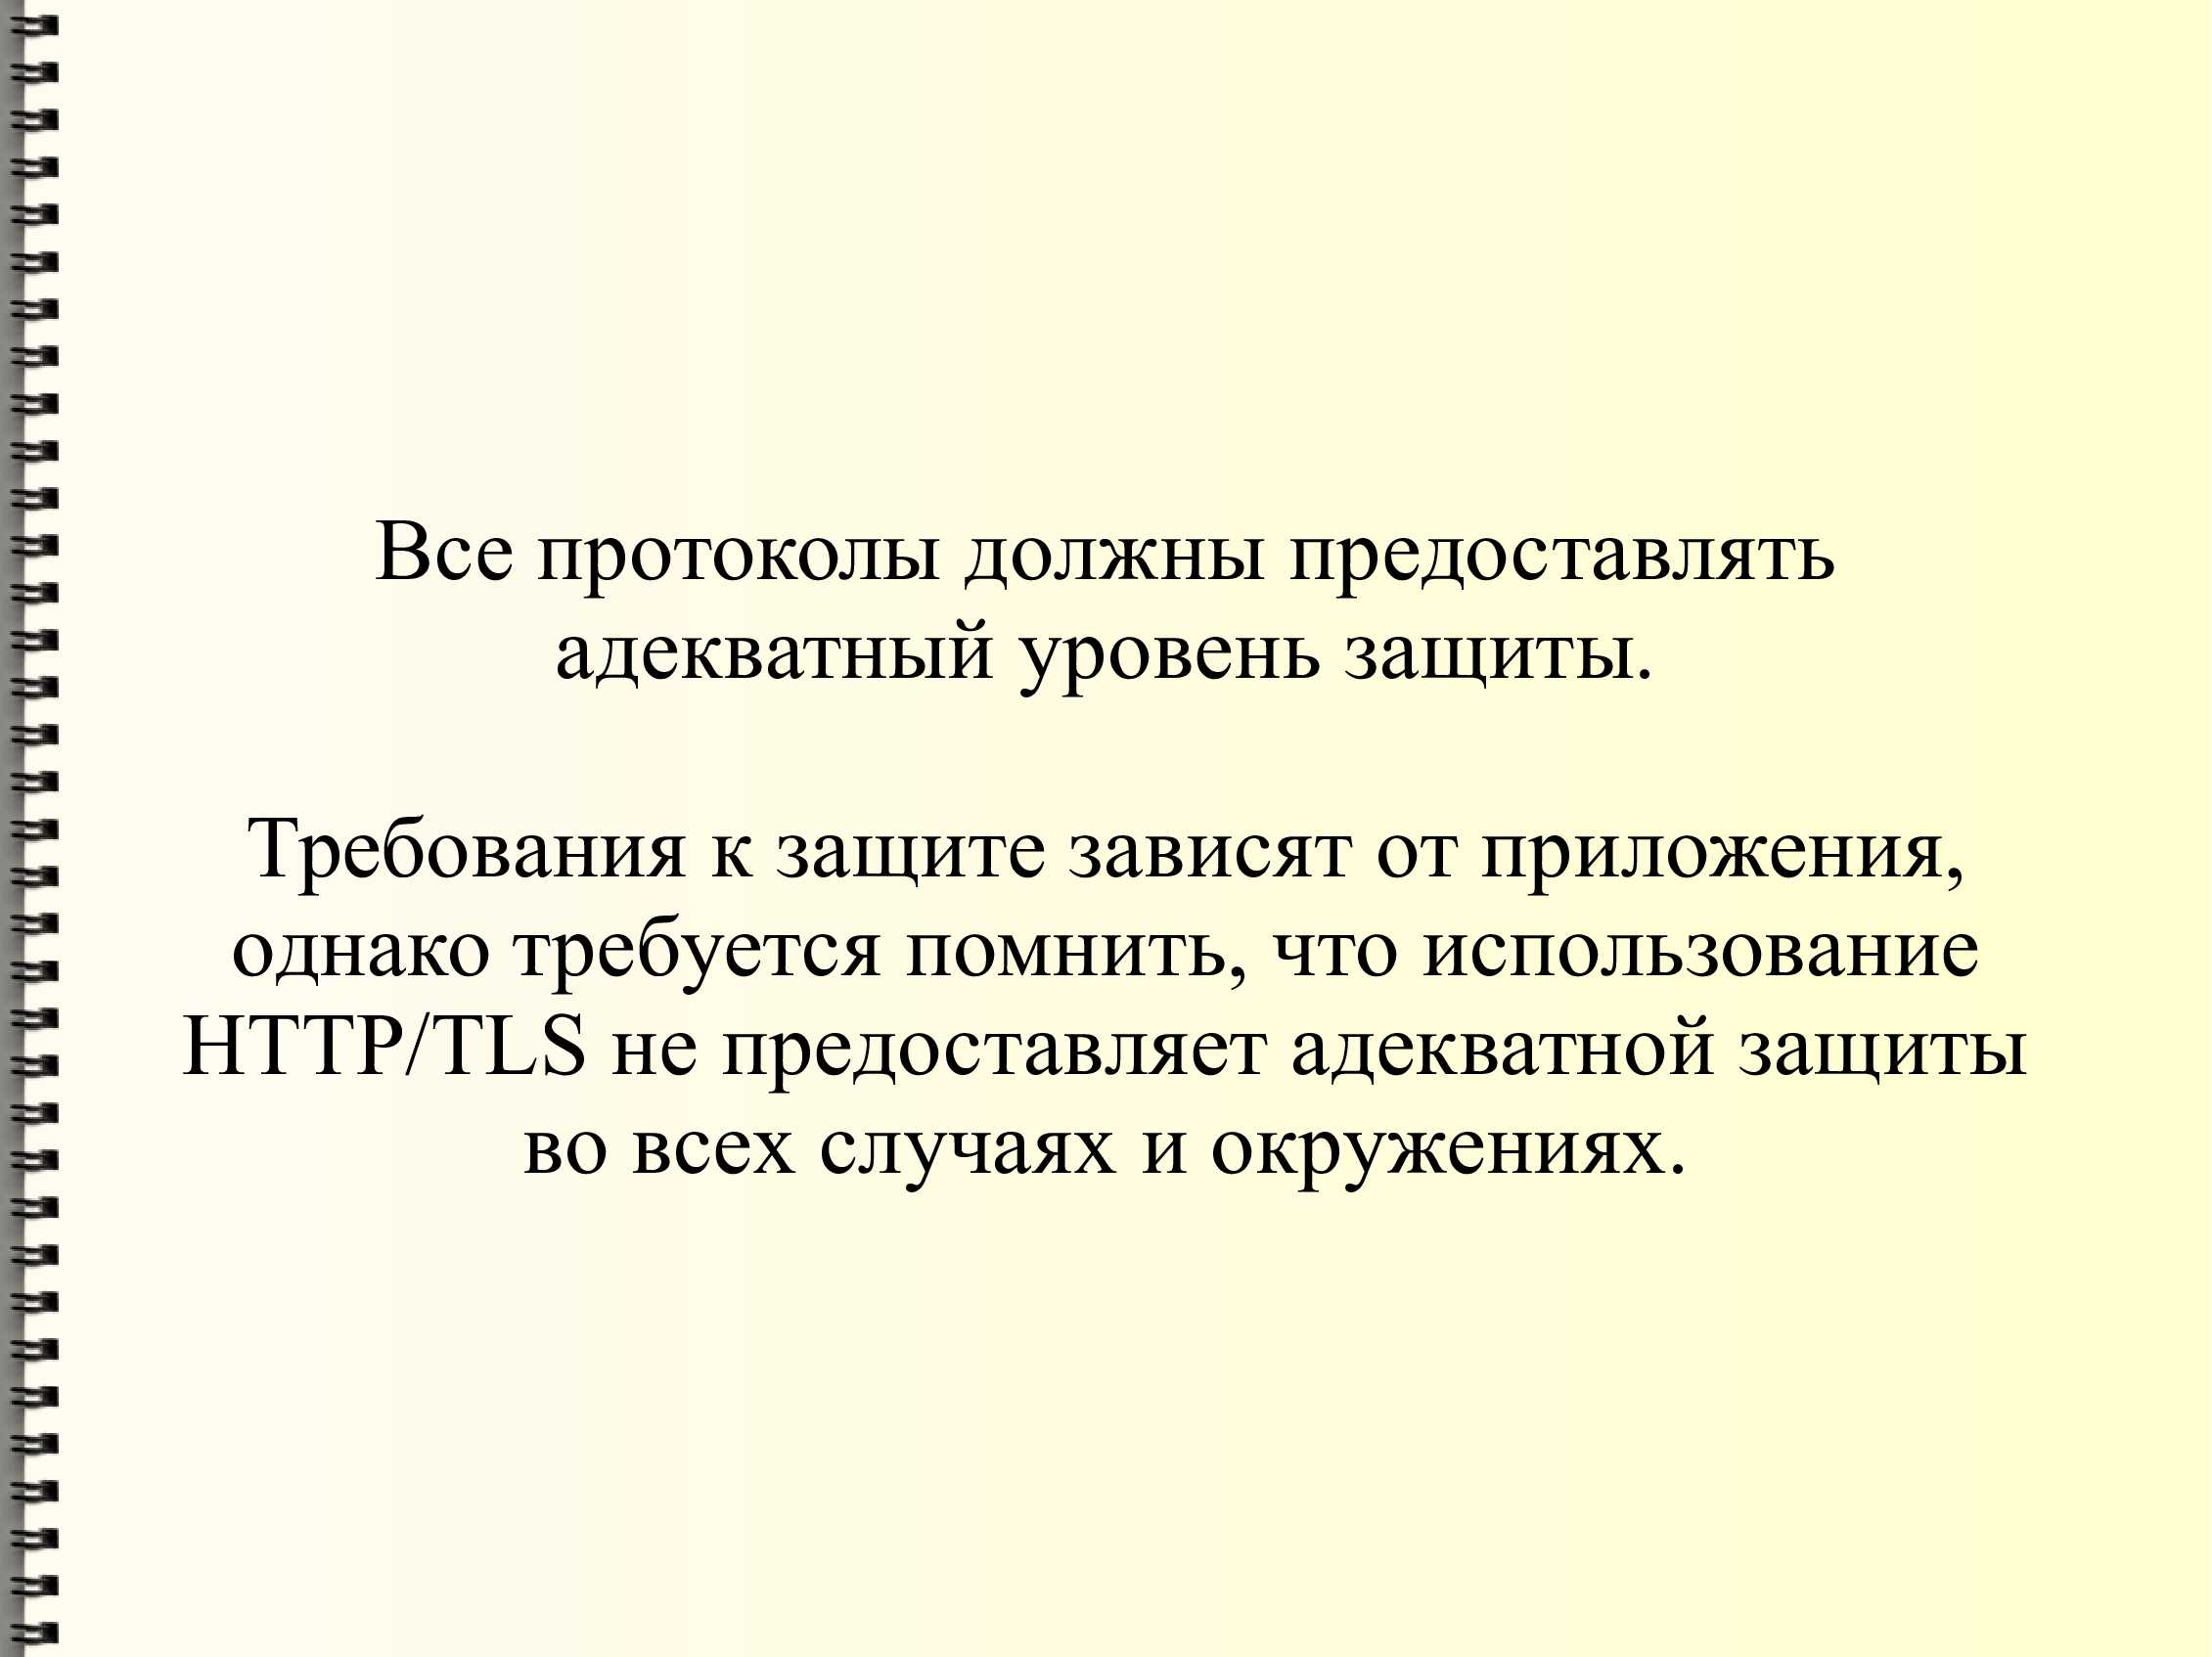 Все протоколы должны предоставлять
адекватный уровень защиты.
Требования к защите зависят от приложения,
однако требуется помнить, что использование
HTTP/TLS не предоставляет адекватной защиты
во всех случаях и окружениях.